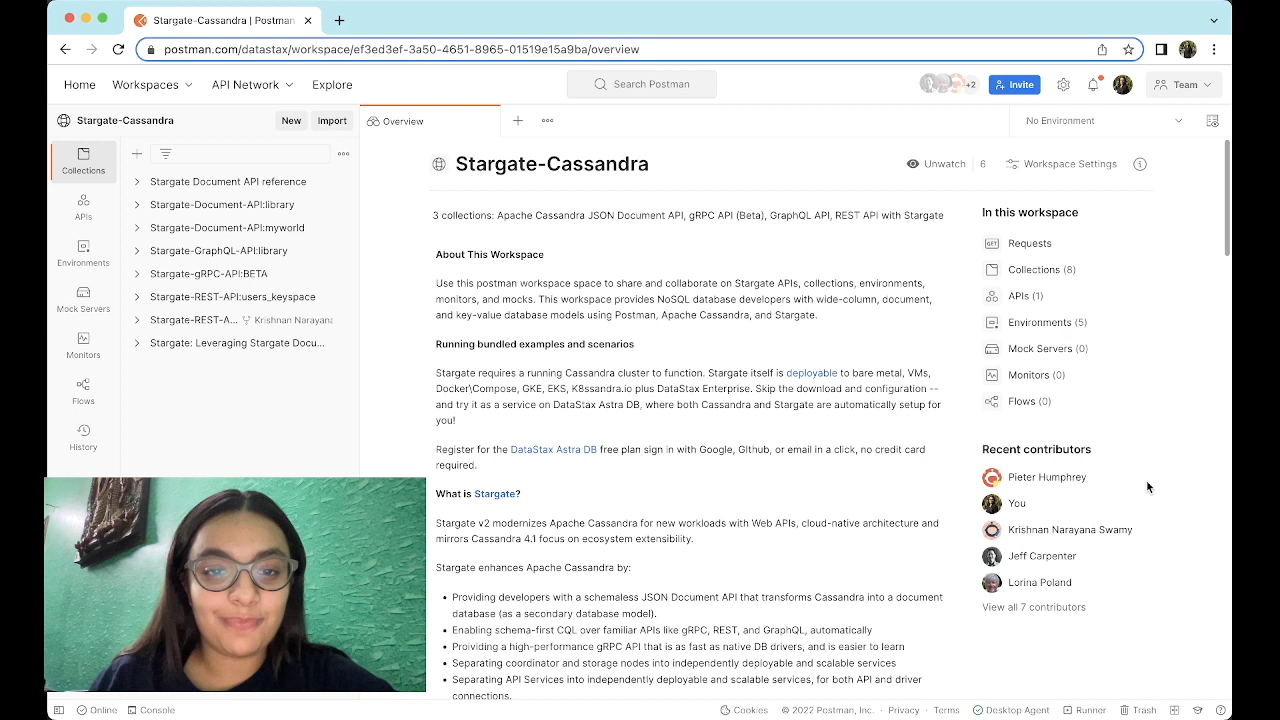 Stargate-Cassandra | Postman
postman.com/datastax/workspace/ef3ed3ef-3a50-4651-8965-01519e15a9ba/overview
Home Workspaces API Network Explore Search Postman +2 Invite Team
Stargate-Cassandra New Import Overview No Environment
Collections
APIs
Environments
Mock Servers
Monitors
Flows
History
Stargate Document API reference
Stargate-Document-API:library
Stargate-Document-API:myworld
Stargate-GraphQL-API:library
Stargate-gRPC-API:BETA
Stargate-REST-API:users_keyspace
Stargate-REST-A... Krishnan Narayana
Stargate: Leveraging Stargate Docu...
Stargate-Cassandra Unwatch 6 Workspace Settings
3 collections: Apache Cassandra JSON Document API, gRPC API (Beta), GraphQL API, REST API with Stargate
About This Workspace
Use this postman workspace space to share and collaborate on Stargate APIs, collections, environments,
monitors, and mocks. This workspace provides NoSQL database developers with wide-column, document,
and key-value database models using Postman, Apache Cassandra, and Stargate.
Running bundled examples and scenarios
Stargate requires a running Cassandra cluster to function. Stargate itself is deployable to bare metal, VMs,
Docker\Compose, GKE, EKS, K8ssandra.io plus DataStax Enterprise. Skip the download and configuration --
and try it as a service on DataStax Astra DB, where both Cassandra and Stargate are automatically setup for
you!
Register for the DataStax Astra DB free plan sign in with Google, GIthub, or email in a click, no credit card
required.
What is Stargate?
Stargate v2 modernizes Apache Cassandra for new workloads with Web APIs, cloud-native architecture and
mirrors Cassandra 4.1 focus on ecosystem extensibility.
Stargate enhances Apache Cassandra by:
• Providing developers with a schemaless JSON Document API that transforms Cassandra into a document
database (as a secondary database model).
• Enabling schema-first CQL over familiar APIs like gRPC, REST, and GraphQL, automatically
• Prioviding a high-performance gRPC API that is as fast as native DB drivers, and is easier to learn
• Separating coordinator and storage nodes into independently deployable and scalable services
• Separating API Services into independently deployable and scalable services, for both API and driver
connections.
In this workspace
GET Requests
Collections (8)
APIs (1)
Environments (5)
Mock Servers (0)
Monitors (0)
Flows (0)
Recent contributors
Pieter Humphrey
You
Krishnan Narayana Swamy
Jeff Carpenter
Lorina Poland
View all 7 contributors
Online Console Cookies © 2022 Postman, Inc. · Privacy · Terms Desktop Agent Runner Trash